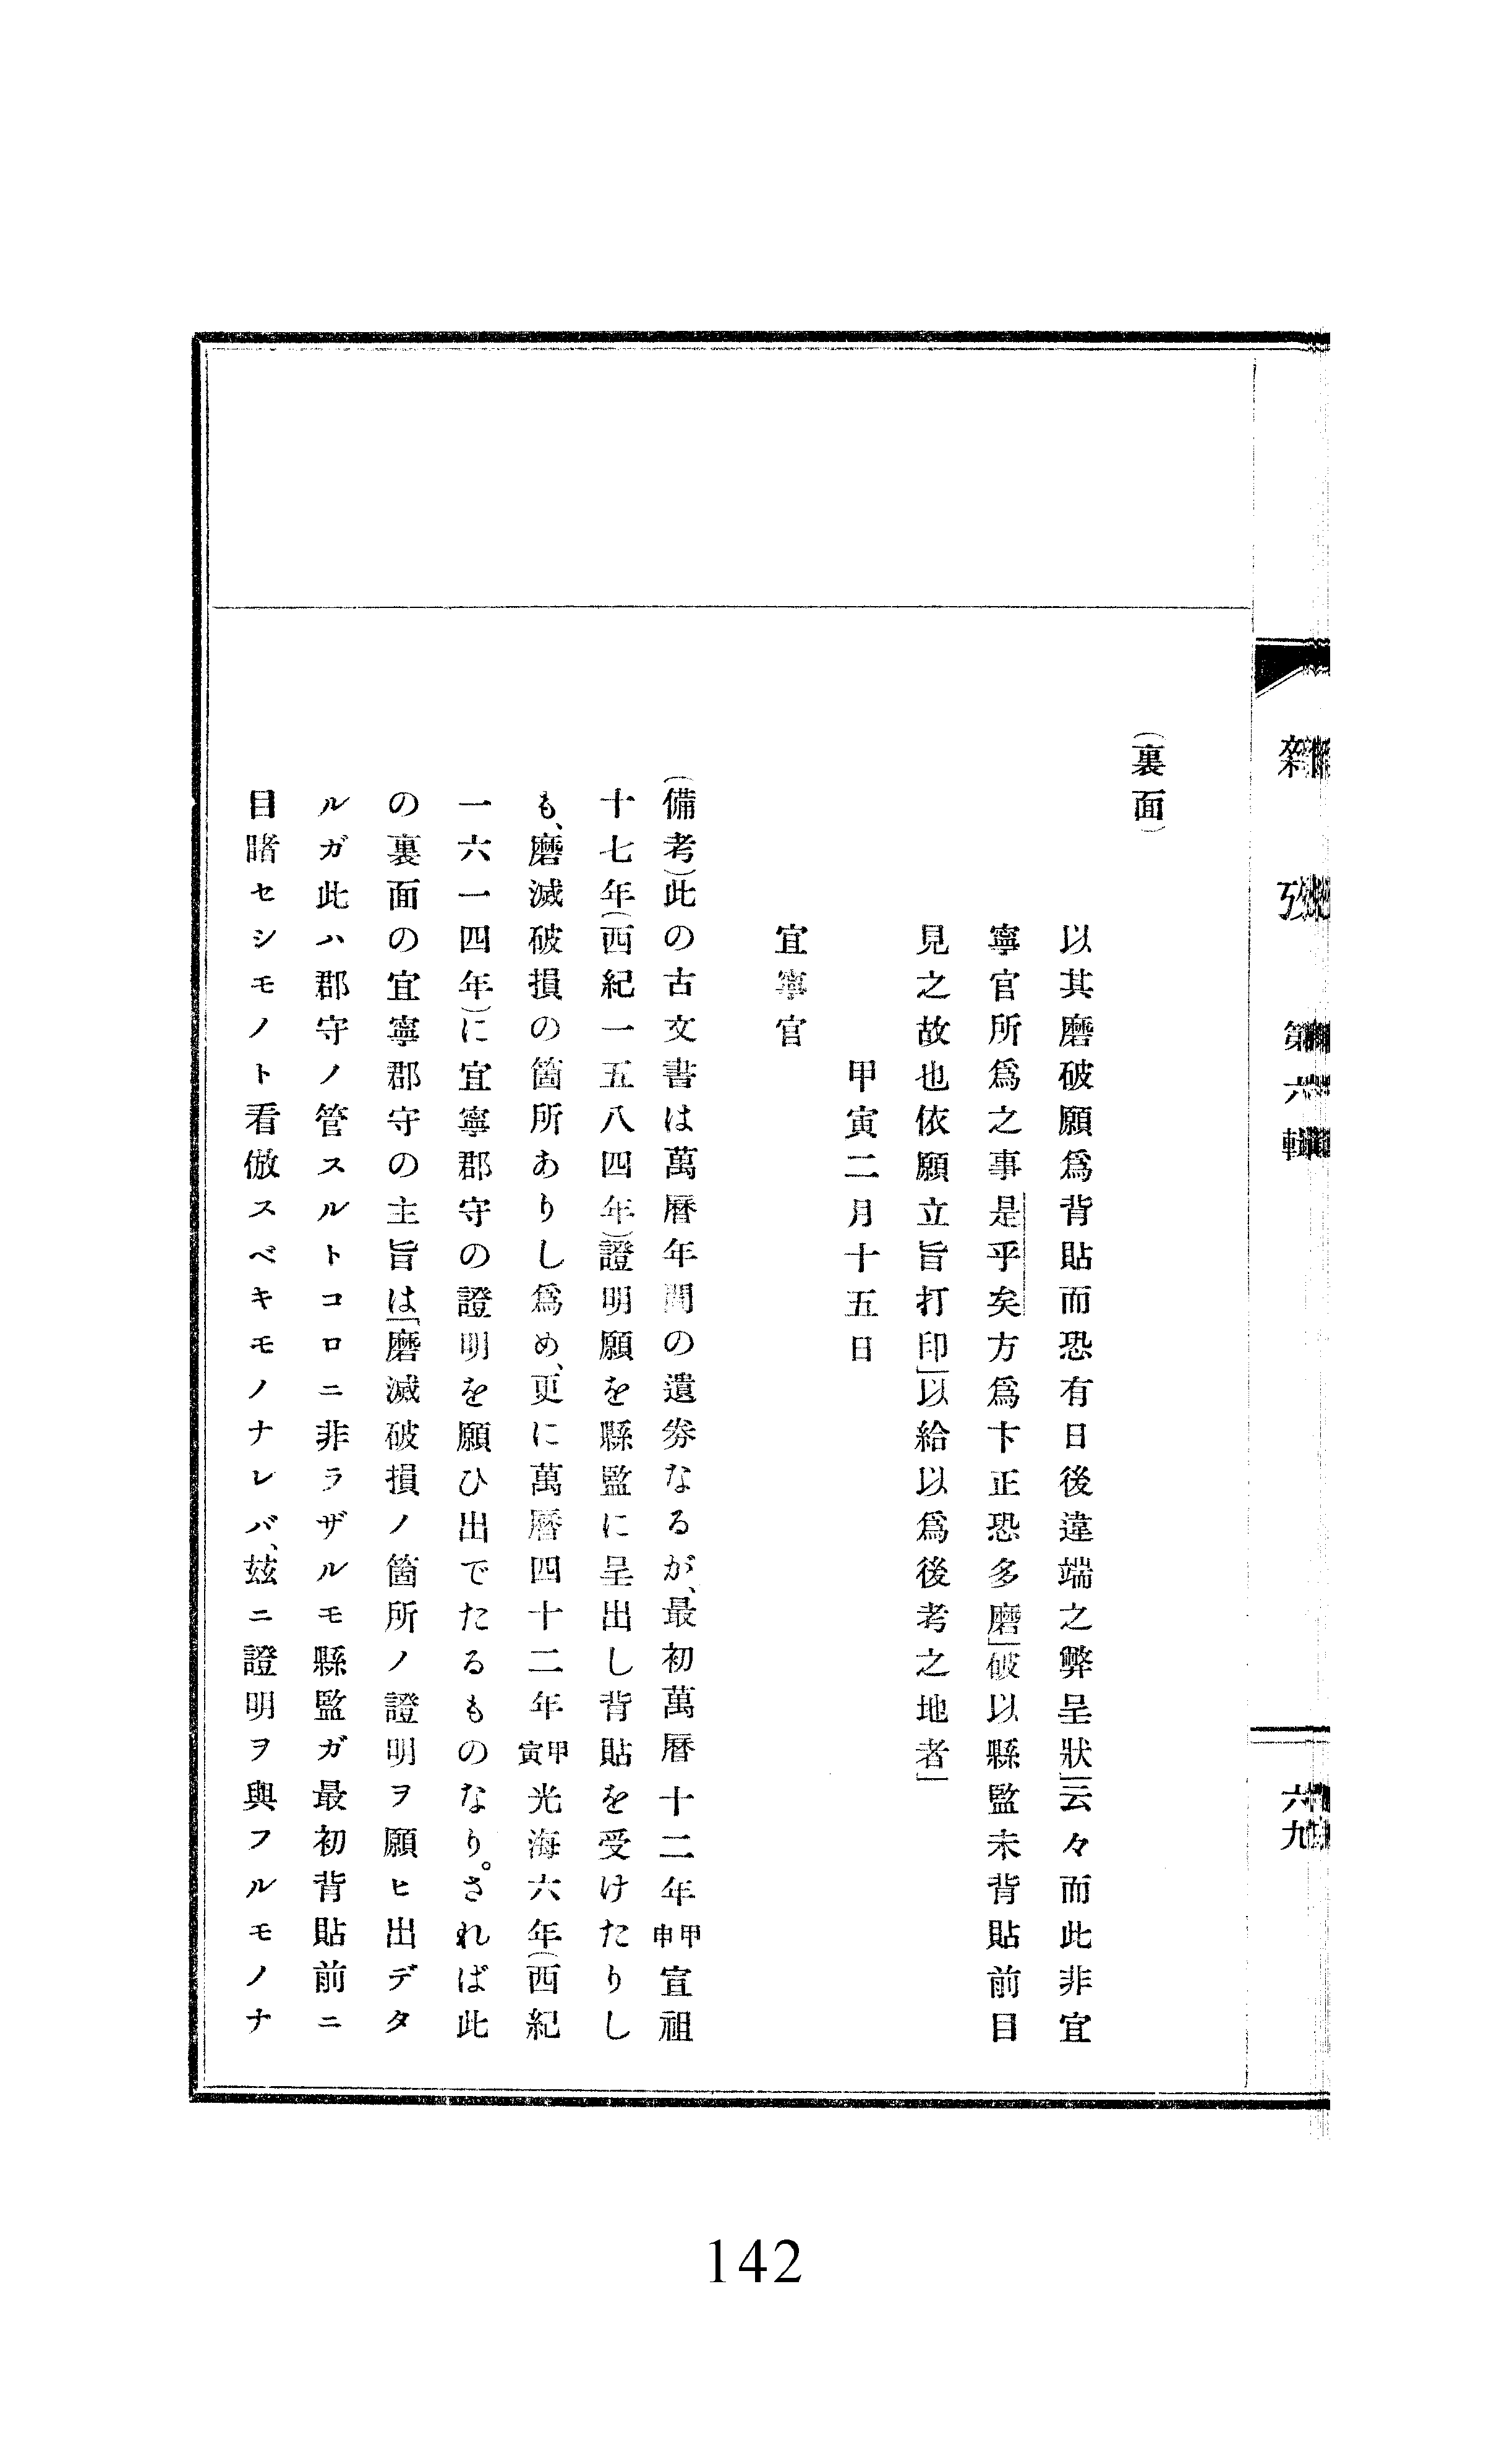 雜攷 第六輯 六九
（裏面）
以其磨破願爲背貼而恐有日後違端之弊呈狀」云々而此非宜
寧官所爲之事是乎矣方爲卞正恐多磨」破以縣監未背貼前目
見之故也依願立旨打印」以給以爲後考之地者」
甲寅二月十五日
宜寧官
（備考）此の古文書は萬曆年間の遺券なるが、最初萬曆十二年甲申宣祖
十七年（西紀一五八四年）證明願を縣監に呈出し背貼を受けたりし
も、磨滅破損の箇所ありし爲め、更に萬曆四十二年甲寅光海六年（西紀
一六一四年）に宜寧郡守の證明を願ひ出でたるものなり。されば此
の裏面の宜寧郡守の主旨は「磨滅破損ノ箇所ノ證明ヲ願ヒ出デタ
ルガ此ハ郡守ノ管スルトコロニ非ラザルモ縣監ガ最初背貼前ニ
目睹セシモノト看倣スベキモノナレバ、玆ニ證明ヲ與フルモノナ
142